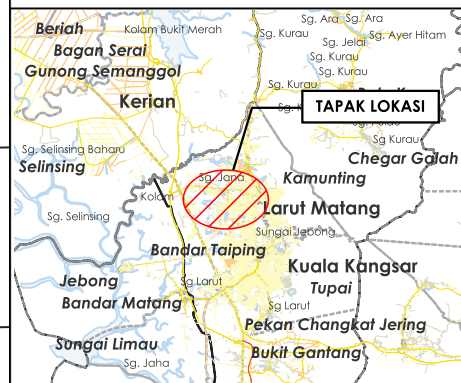 Sg. Ara Sg. Ara
Beriah
Kolam Bukit Merah
Sg. Kurau
Sg. Ayer Hitam
Sg. Jelai
Bagan Serai
Sg. Kurau
Gunong Semanggol
Sg. Kurau
Sg. Kurau
Kerian
TAPAK LOKASI
Sg Kurau
Sg. Selinsing Baharu
Chegar Galah
Selinsing
Sg. Jana
Kamunting
Kolam
Larut Matang
Sg. Selinsing
Sungai Jebong
Bandar Taiping
Kuala Kangsar
Jebong
Sg Larut
Tupai
Bandar Matang
Sg Larut
Pekan Changkat Jering
Sungai Limau
Bukit Gantang
Sg. Jaha